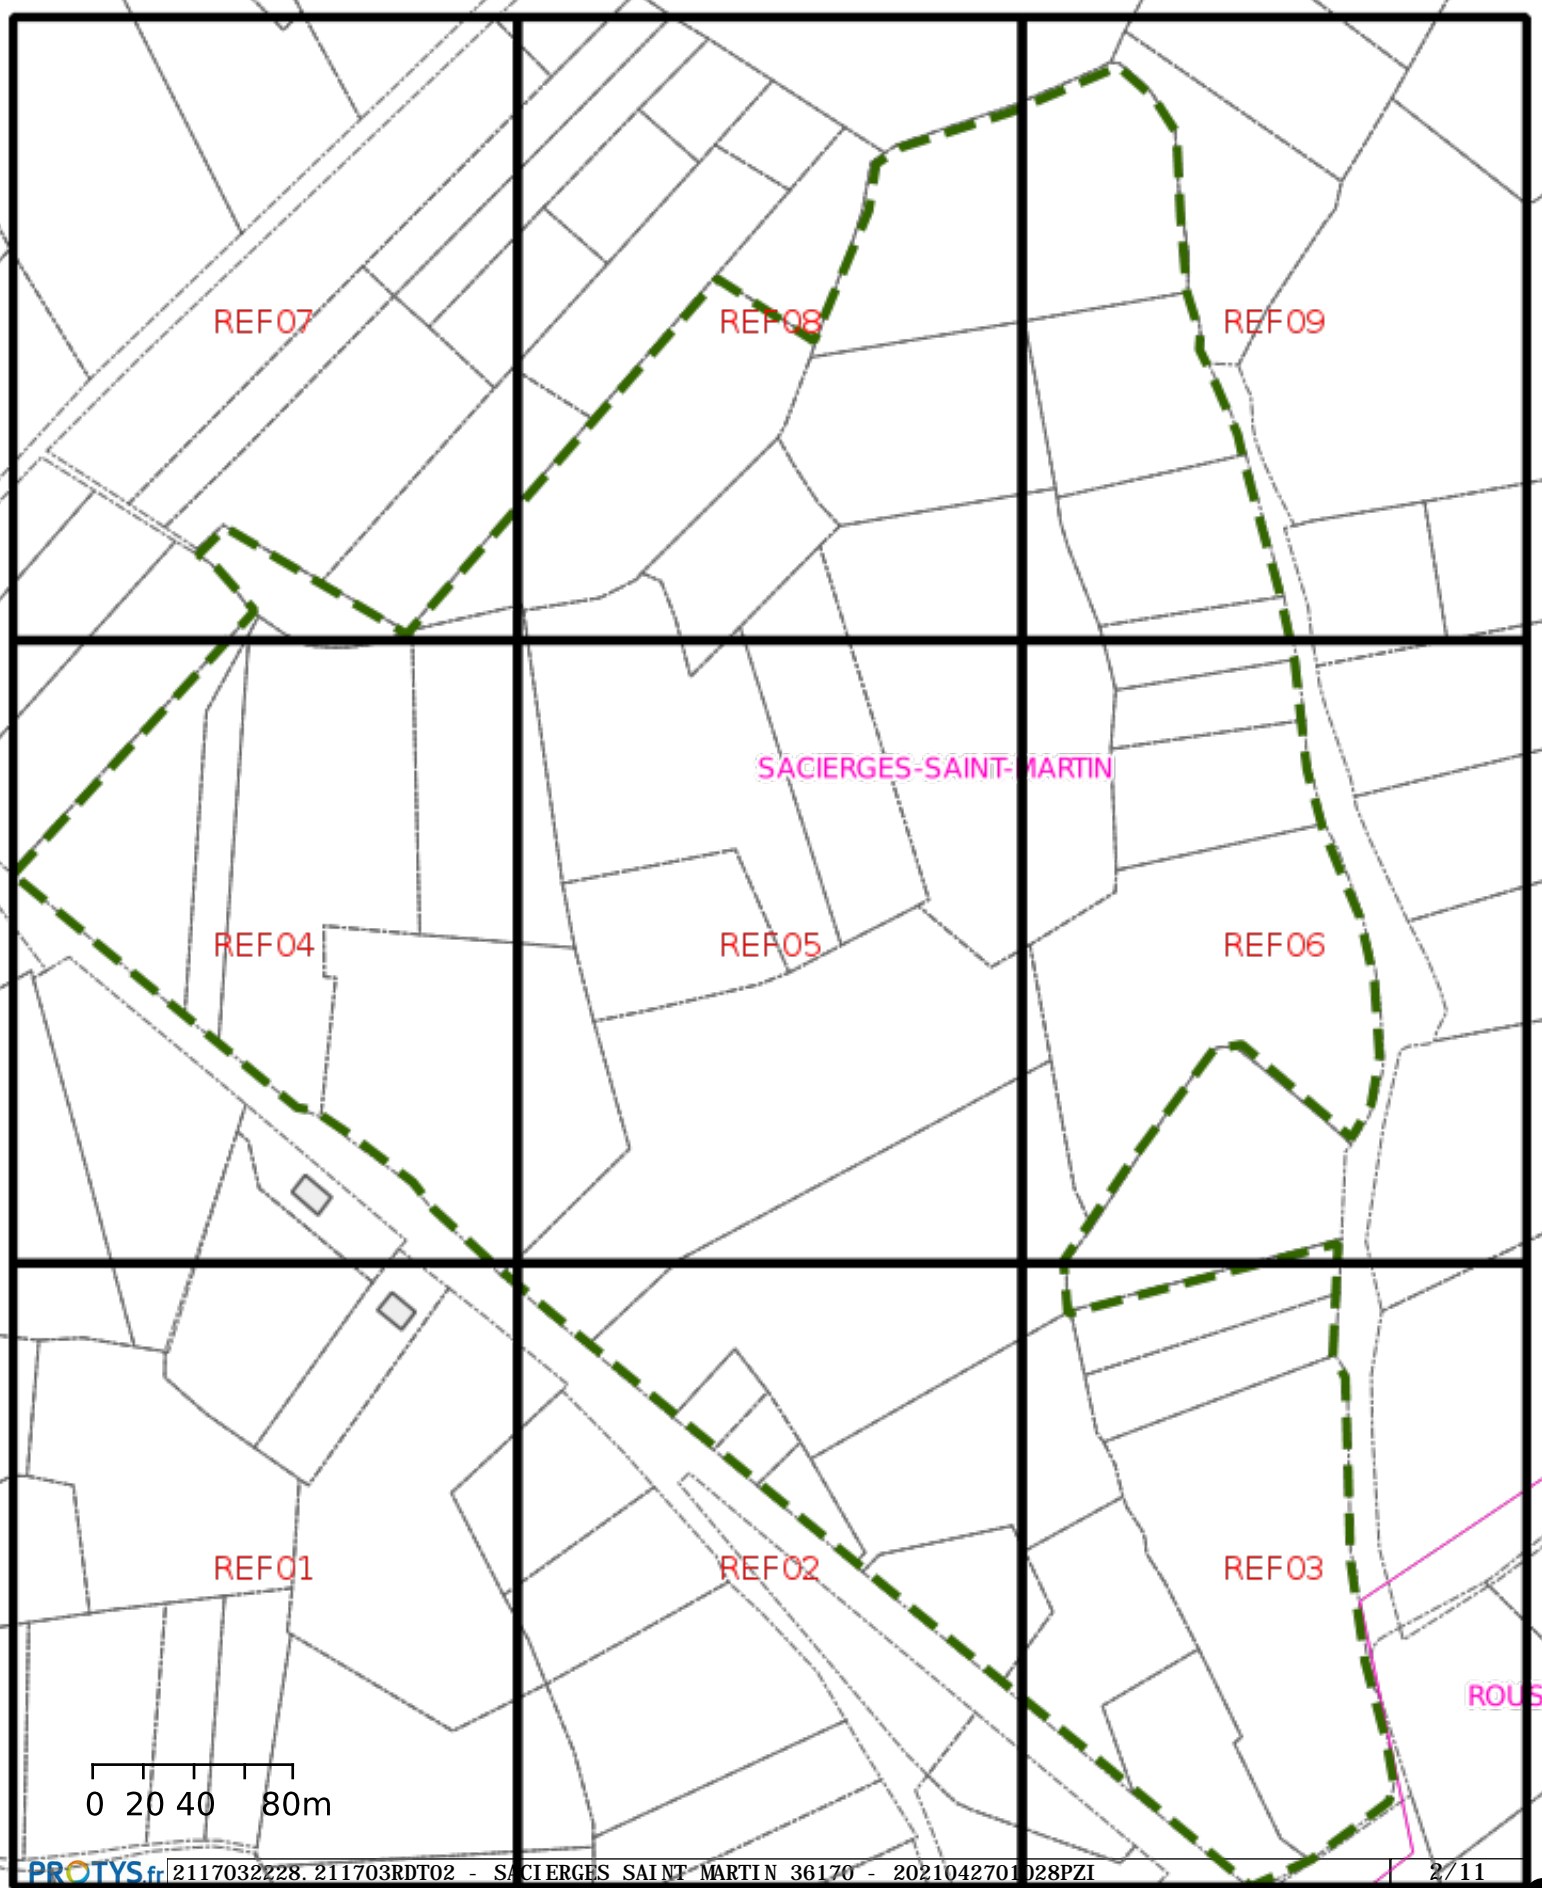 REF07 REF08 REF09
SACIERGES-SAINT-MARTIN
REF04 REF05 REF06
REF01 REF02 REF03
ROUS
0 20 40 80m
PROTYS.fr 2117032228.211703RDT02 - SACIERGES SAINT MARTIN 36170 - 2021042701028PZI 2/11